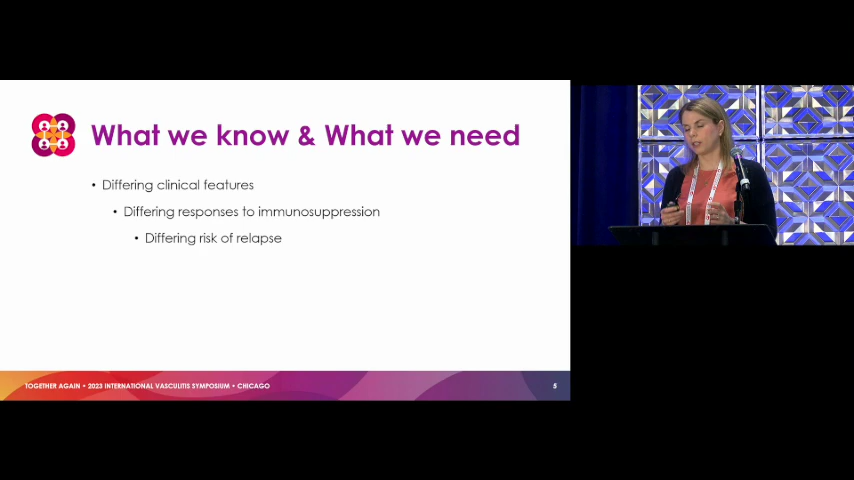 What we know & What we need
• Differing clinical features
• Differing responses to immunosuppression
• Differing risk of relapse
TOGETHER AGAIN • 2023 INTERNATIONAL VASCULITIS SYMPOSIUM • CHICAGO
5